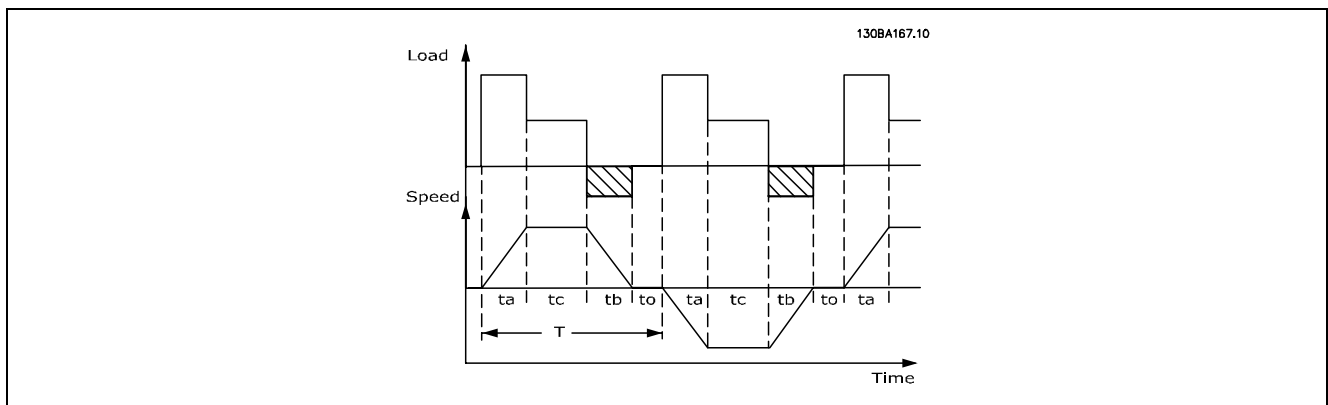 130BA167.10
Load
Speed
ta tc tb to ta tc tb to ta
T
Time